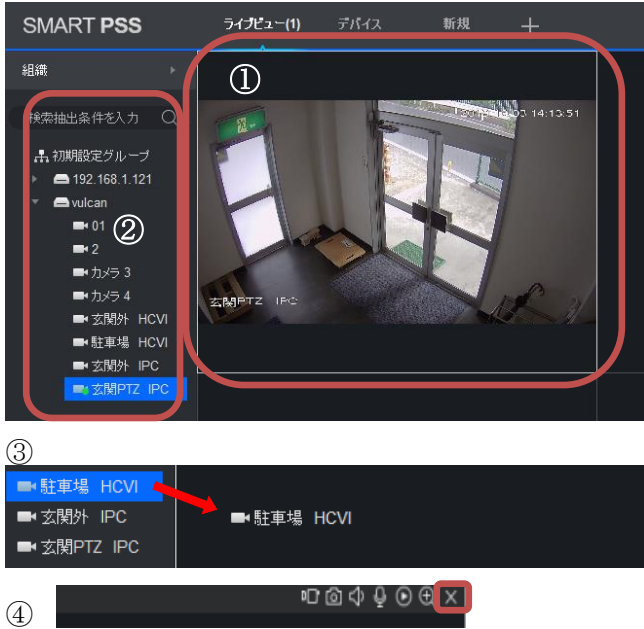 SMART PSS
ライブビュー(1) デバイス 新規 +
組織
①
検索抽出条件を入力
14:13:51
初期設定グループ
192.168.1.121
vulcan
01
②
2
カメラ 3
カメラ 4
玄関外 HCVI
駐車場 HCVI
玄関外 IPC
玄関PTZ IPC
玄関PTZ IPC
③
駐車場 HCVI
玄関外 IPC
玄関PTZ IPC
駐車場 HCVI
④